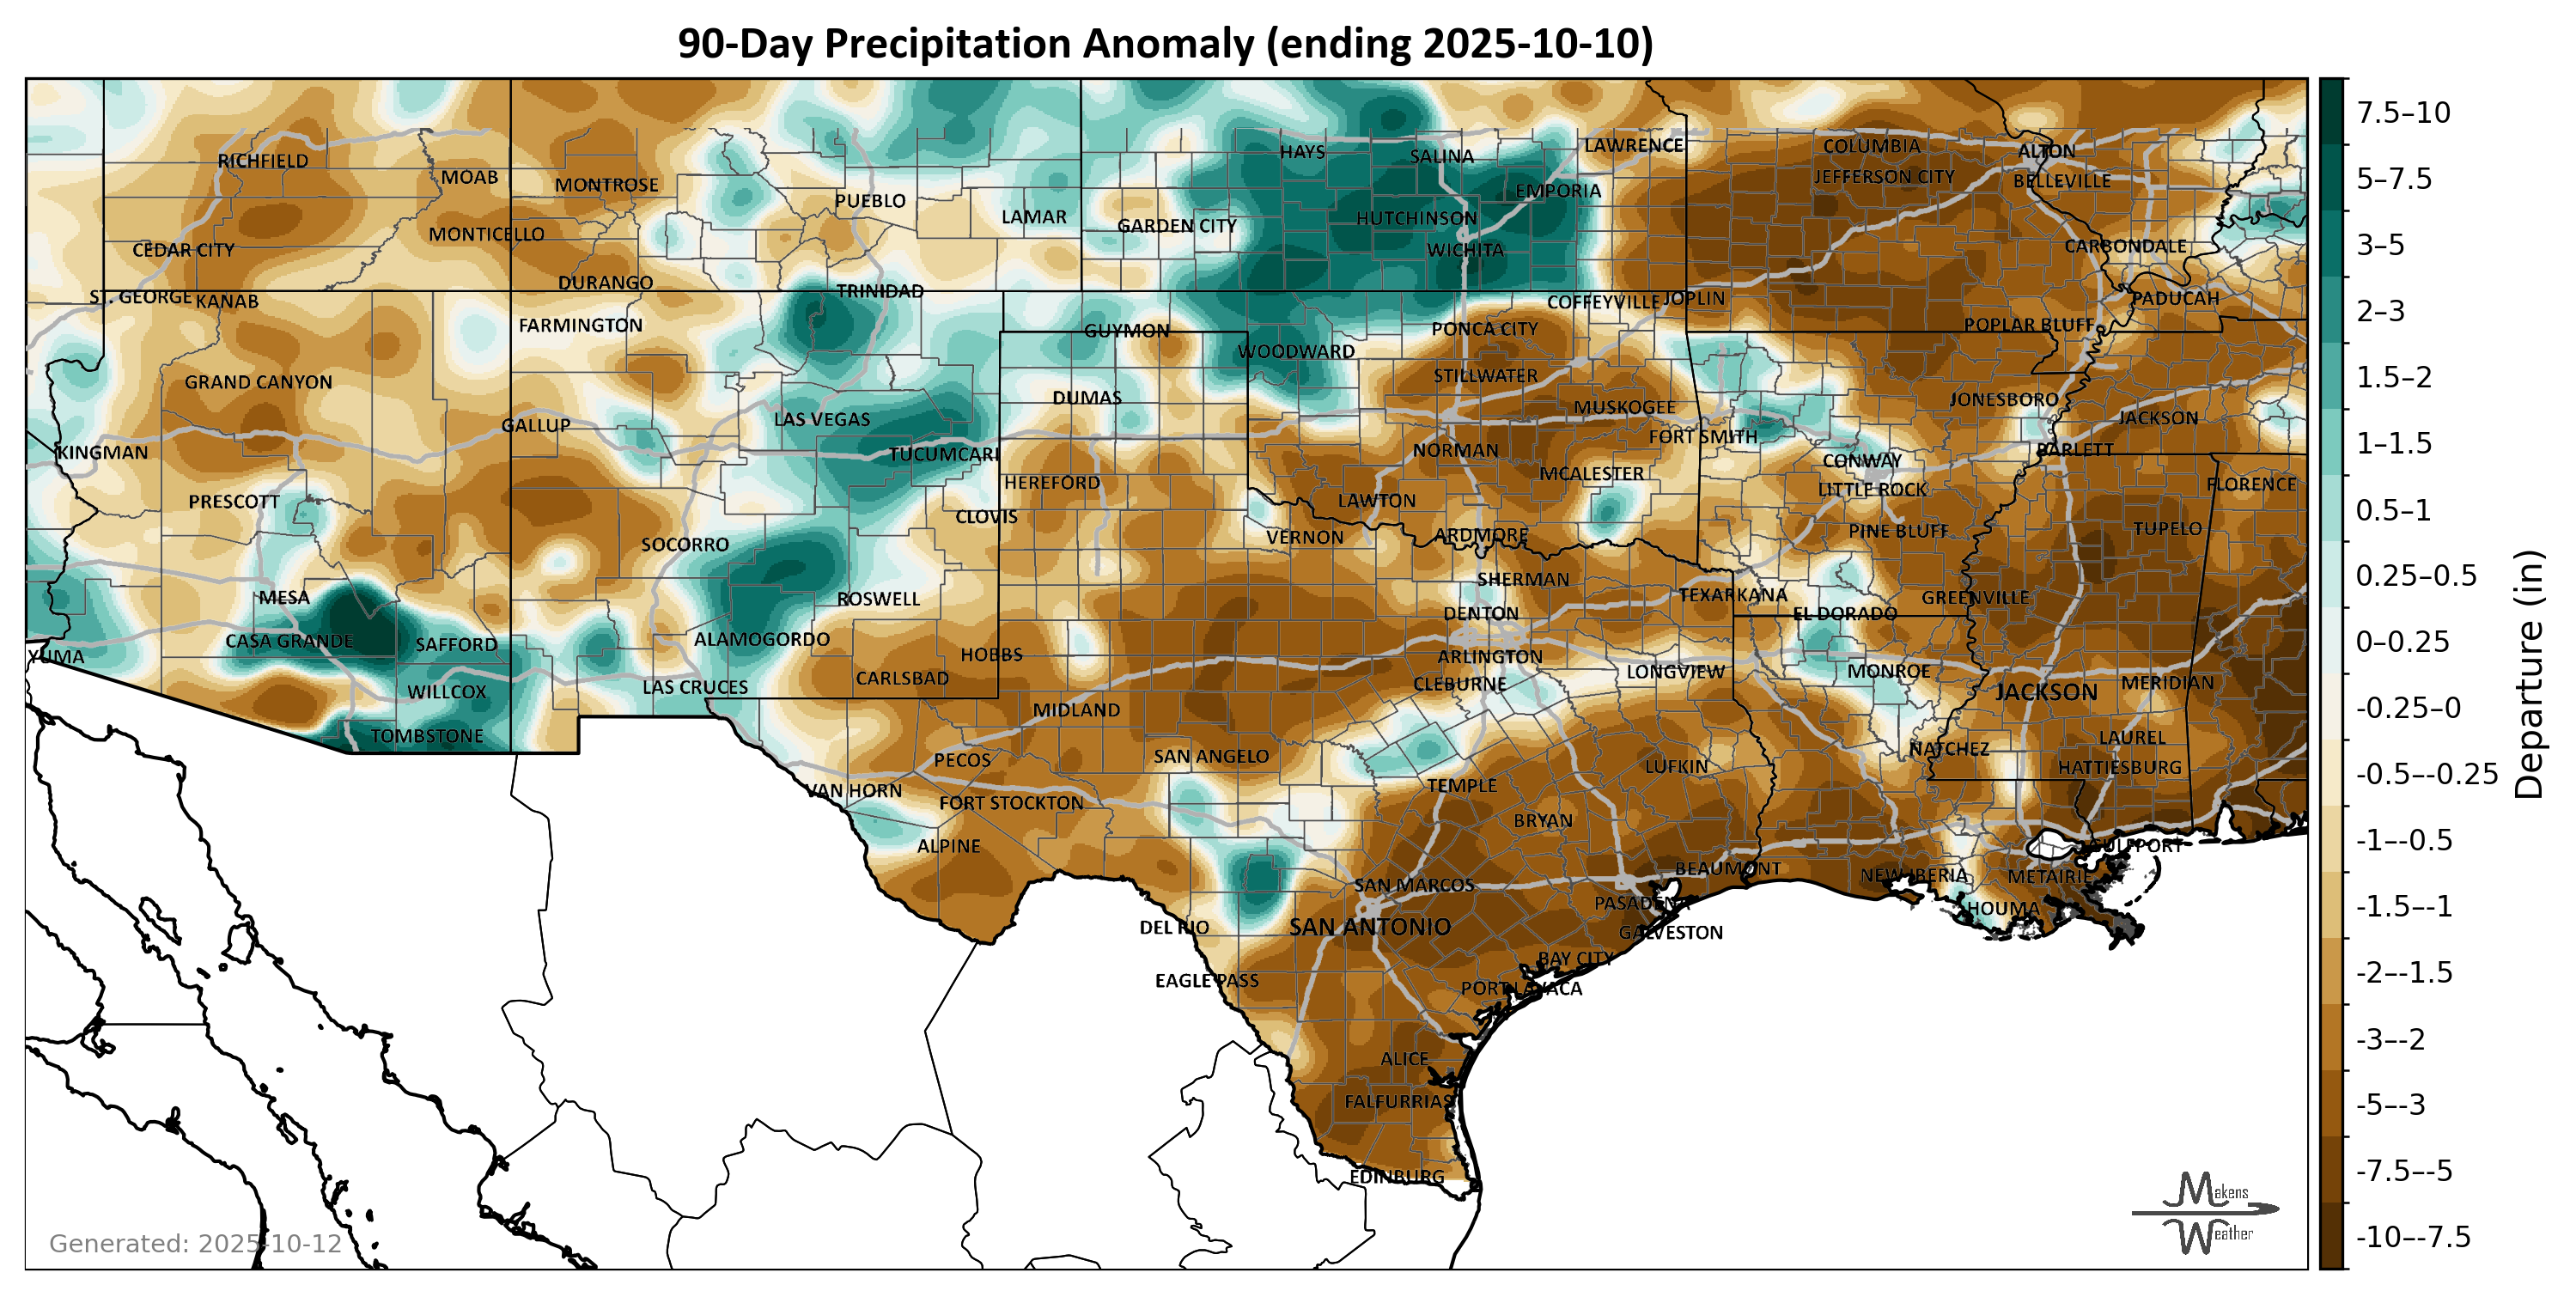 90-Day Precipitation Anomaly (ending 2025-10-10)
HAYS
SALINA
LAWRENCE
COLUMBIA
ALTON
RICHFIELD
MOAB
MONTROSE
JEFFERSON CITY
BELLEVILLE
EMPORIA
PUEBLO
LAMAR
GARDEN CITY
HUTCHINSON
MONTICELLO
CEDAR CITY
WICHITA
CARBONDALE
DURANGO
TRINIDAD
ST. GEORGE
KANAB
COFFEYVILLE
JOPLIN
PADUCAH
FARMINGTON
GUYMON
PONCA CITY
POPLAR BLUFF
WOODWARD
STILLWATER
GRAND CANYON
DUMAS
MUSKOGEE
JONESBORO
JACKSON
LAS VEGAS
GALLUP
FORT SMITH
KINGMAN
TUCUMCARI
NORMAN
BARLETT
CONWAY
MCALESTER
HEREFORD
LITTLE ROCK
FLORENCE
PRESCOTT
LAWTON
CLOVIS
PINE BLUFF
TUPELO
VERNON
ARDMORE
SOCORRO
SHERMAN
MESA
ROSWELL
TEXARKANA
GREENVILLE
DENTON
EL DORADO
CASA GRANDE
SAFFORD
ALAMOGORDO
YUMA
HOBBS
ARLINGTON
LONGVIEW
MONROE
CARLSBAD
CLEBURNE
LAS CRUCES
WILLCOX
JACKSON
MERIDIAN
MIDLAND
TOMBSTONE
LAUREL
NATCHEZ
SAN ANGELO
PECOS
LUFKIN
HATTIESBURG
TEMPLE
VAN HORN
FORT STOCKTON
BRYAN
ALPINE
GULFPORT
BEAUMONT
NEW IBERIA
METAIRIE
SAN MARCOS
PASADENA
HOUMA
DEL RIO
SAN ANTONIO
GALVESTON
BAY CITY
EAGLE PASS
PORT LAVACA
ALICE
FALFURRIAS
EDINBURG
Generated: 2025-10-12
Makens
Weather
7.5–10
5–7.5
3–5
2–3
1.5–2
1–1.5
0.5–1
0.25–0.5
0–0.25
-0.25–0
-0.5–-0.25
-1–-0.5
-1.5–-1
-2–-1.5
-3–-2
-5–-3
-7.5–-5
-10–-7.5
Departure (in)